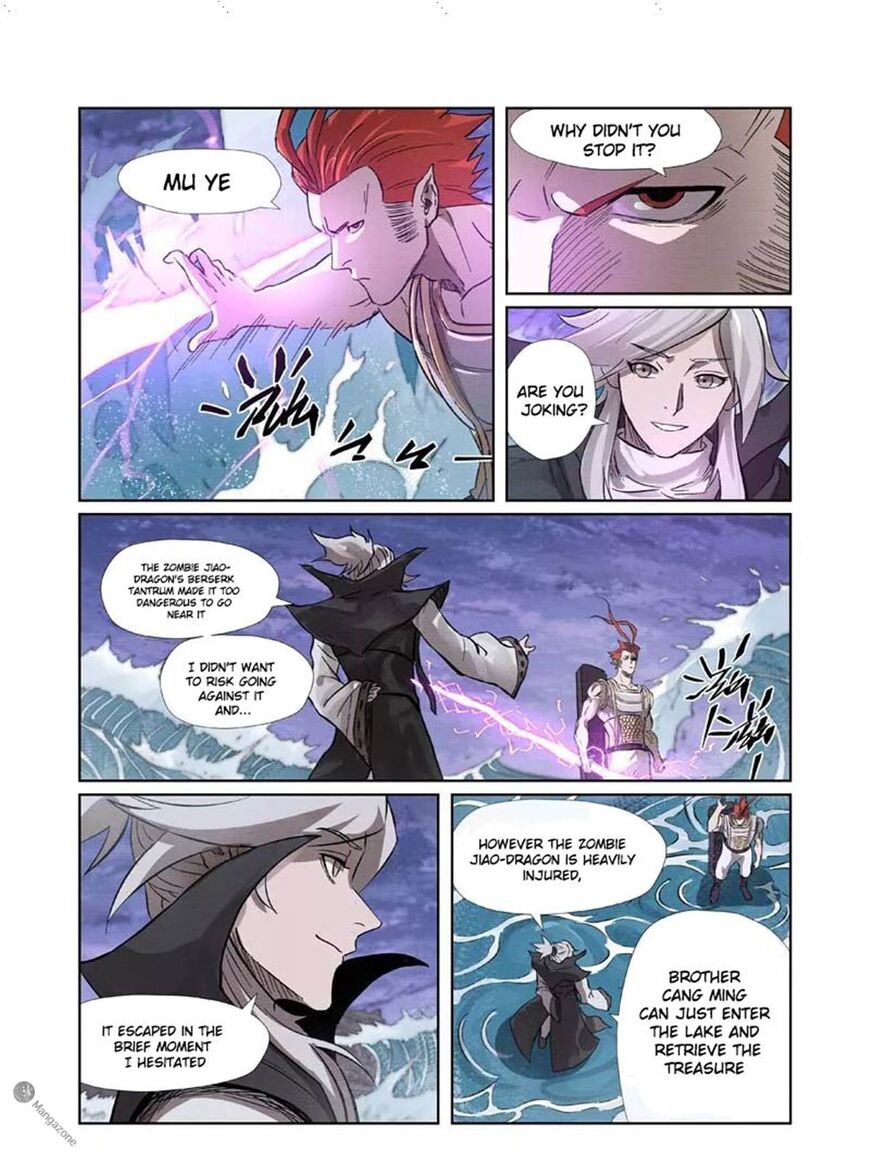 MU YE
WHY DIDN'T YOU
STOP IT?
ARE YOU
JOKING?
THE ZOMBIE JIAO-
DRAGON'S BERSERK
TANTRUM MADE IT TOO
DANGEROUS TO GO
NEAR IT
I DIDN'T WANT
TO RISK GOING
AGAINST IT
AND...
IT ESCAPED IN THE
BRIEF MOMENT
I HESITATED
HOWEVER THE ZOMBIE
JIAO-DRAGON IS HEAVILY
INJURED,
BROTHER
CANG MING
CAN JUST ENTER
THE LAKE AND
RETRIEVE THE
TREASURE
Mangazone